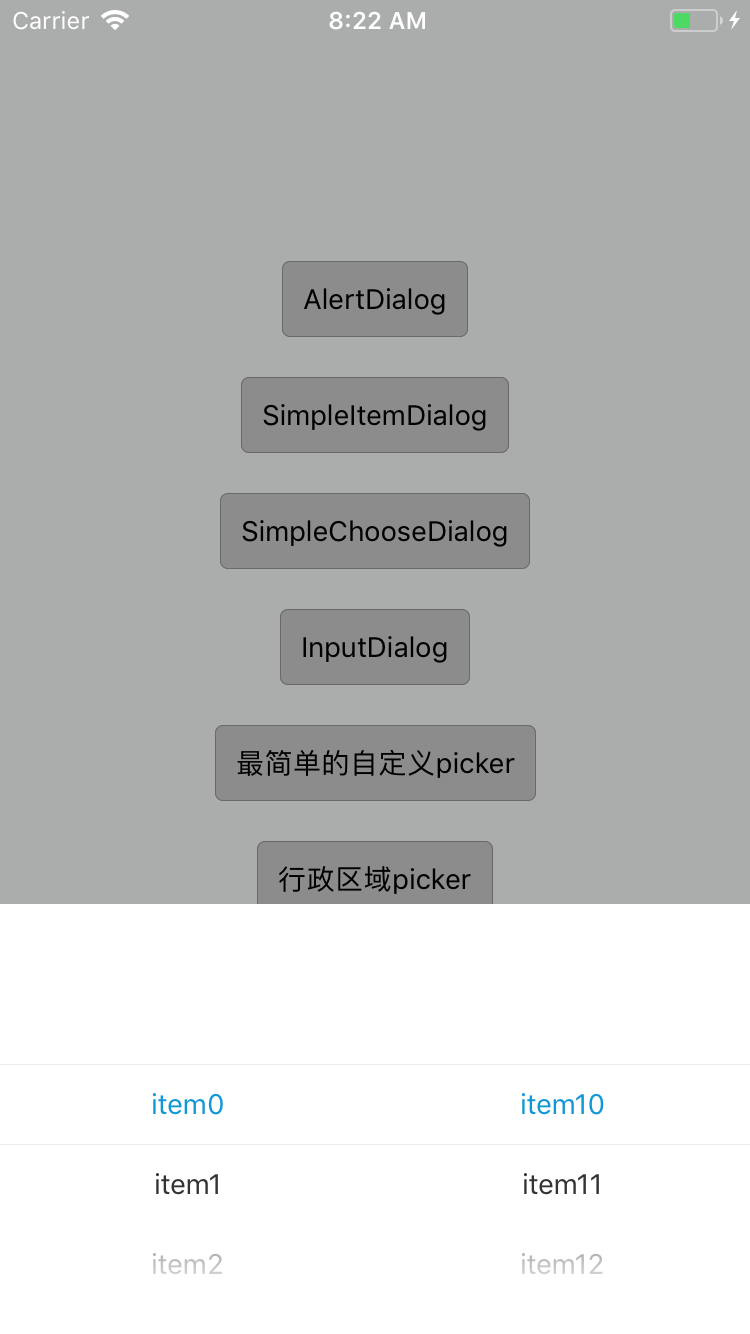 Carrier 8:22 AM
AlertDialog
SimpleItemDialog
SimpleChooseDialog
InputDialog
最简单的自定义picker
行政区域picker
item0 item10
item1 item11
item2 item12